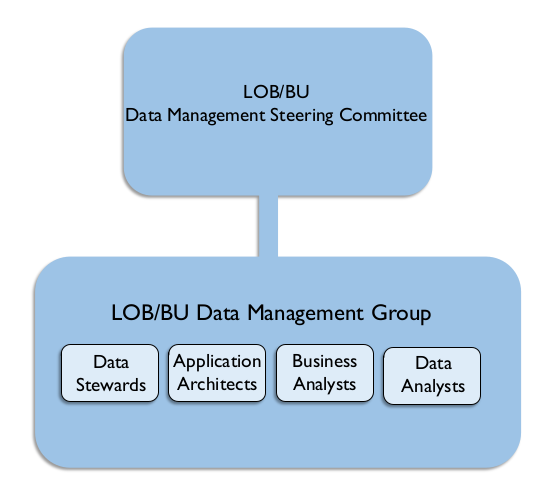 LOB/BU
Data Management Steering Committee
LOB/BU Data Management Group
Data
Stewards
Application
Architects
Business
Analysts
Data
Analysts